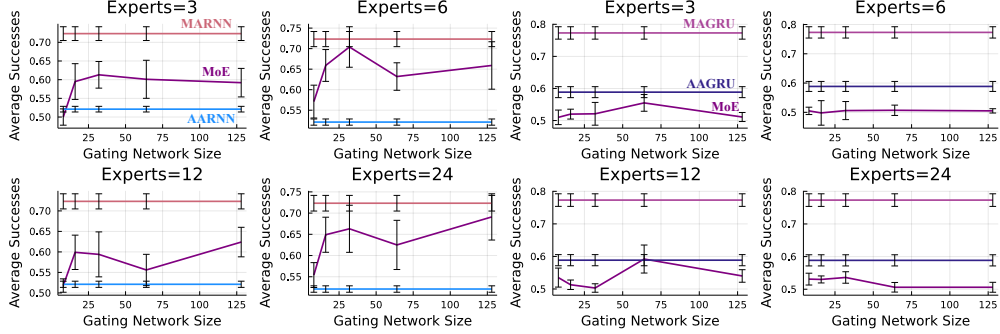 Experts=3
Average Successes
0.70
0.65
0.60
0.55
0.50
MARNN
MoE
AARNN
25 50 75 100 125
Gating Network Size
Experts=6
Average Successes
0.75
0.70
0.65
0.60
0.55
25 50 75 100 125
Gating Network Size
Experts=3
Average Successes
0.8
0.7
0.6
0.5
MAGRU
AAGRU
MoE
25 50 75 100 125
Gating Network Size
Experts=6
Average Successes
0.8
0.7
0.6
0.5
25 50 75 100 125
Gating Network Size
Experts=12
Average Successes
0.70
0.65
0.60
0.55
0.50
25 50 75 100 125
Gating Network Size
Experts=24
Average Successes
0.75
0.70
0.65
0.60
0.55
25 50 75 100 125
Gating Network Size
Experts=12
Average Successes
0.8
0.7
0.6
0.5
25 50 75 100 125
Gating Network Size
Experts=24
Average Successes
0.8
0.7
0.6
0.5
25 50 75 100 125
Gating Network Size